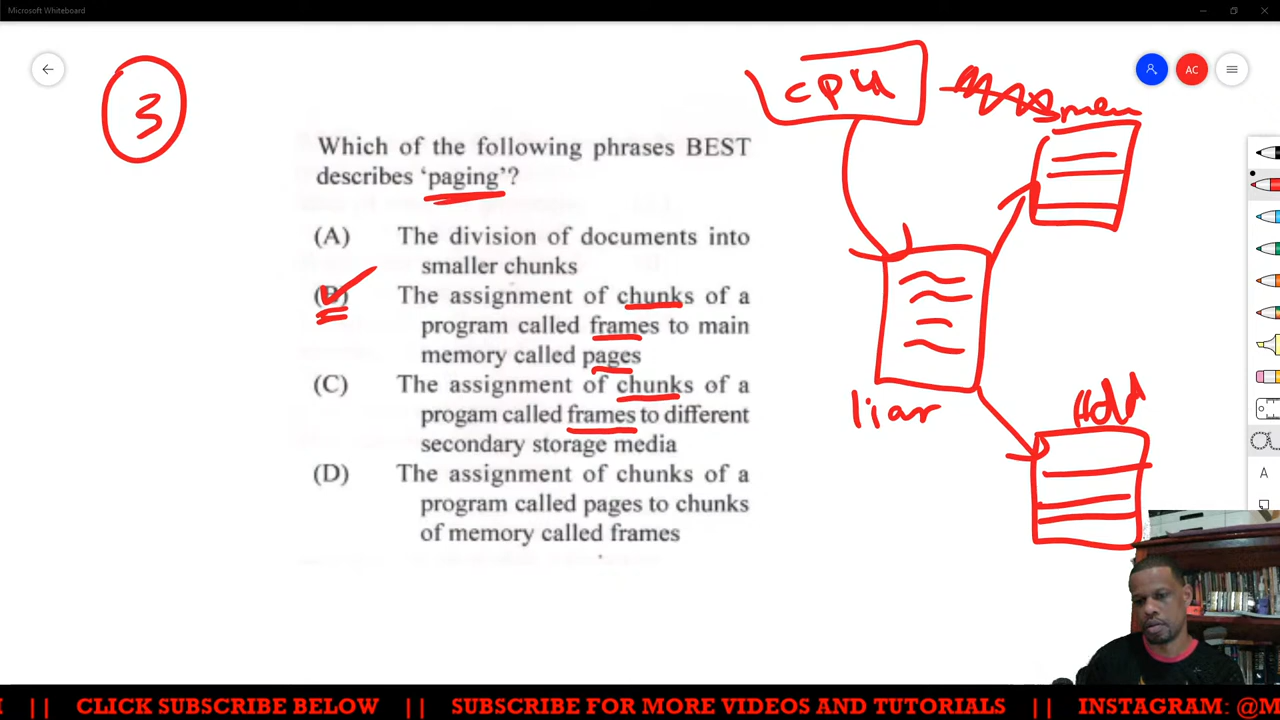 Microsoft Whiteboard
3
AC
Which of the following phrases BEST
describes ‘paging’?
(A) The division of documents into
smaller chunks
(B) The assignment of chunks of a
program called frames to main
memory called pages
(C) The assignment of chunks of a
progam called frames to different
secondary storage media
(D) The assignment of chunks of a
program called pages to chunks
of memory called frames
CPU
mem
Hdd
A
|| CLICK SUBSCRIBE BELOW || SUBSCRIBE FOR MORE VIDEOS AND TUTORIALS || INSTAGRAM: @M